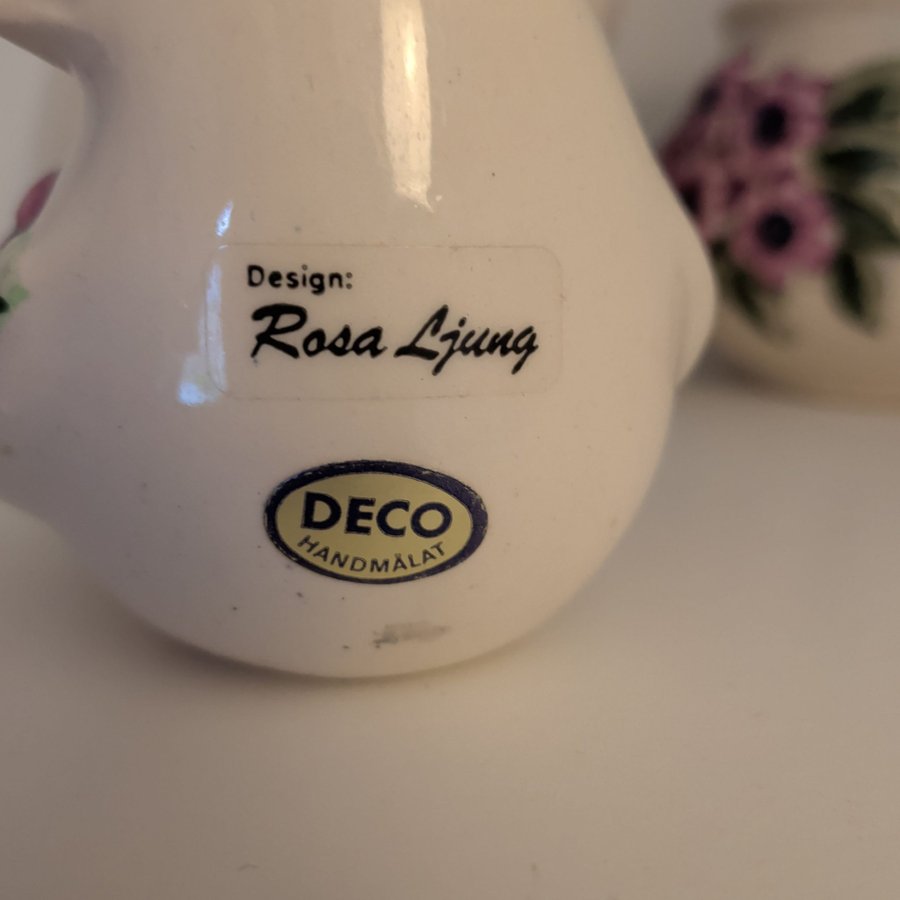 Design:
Rosa Ljung
DECO
HANDMÅLAT